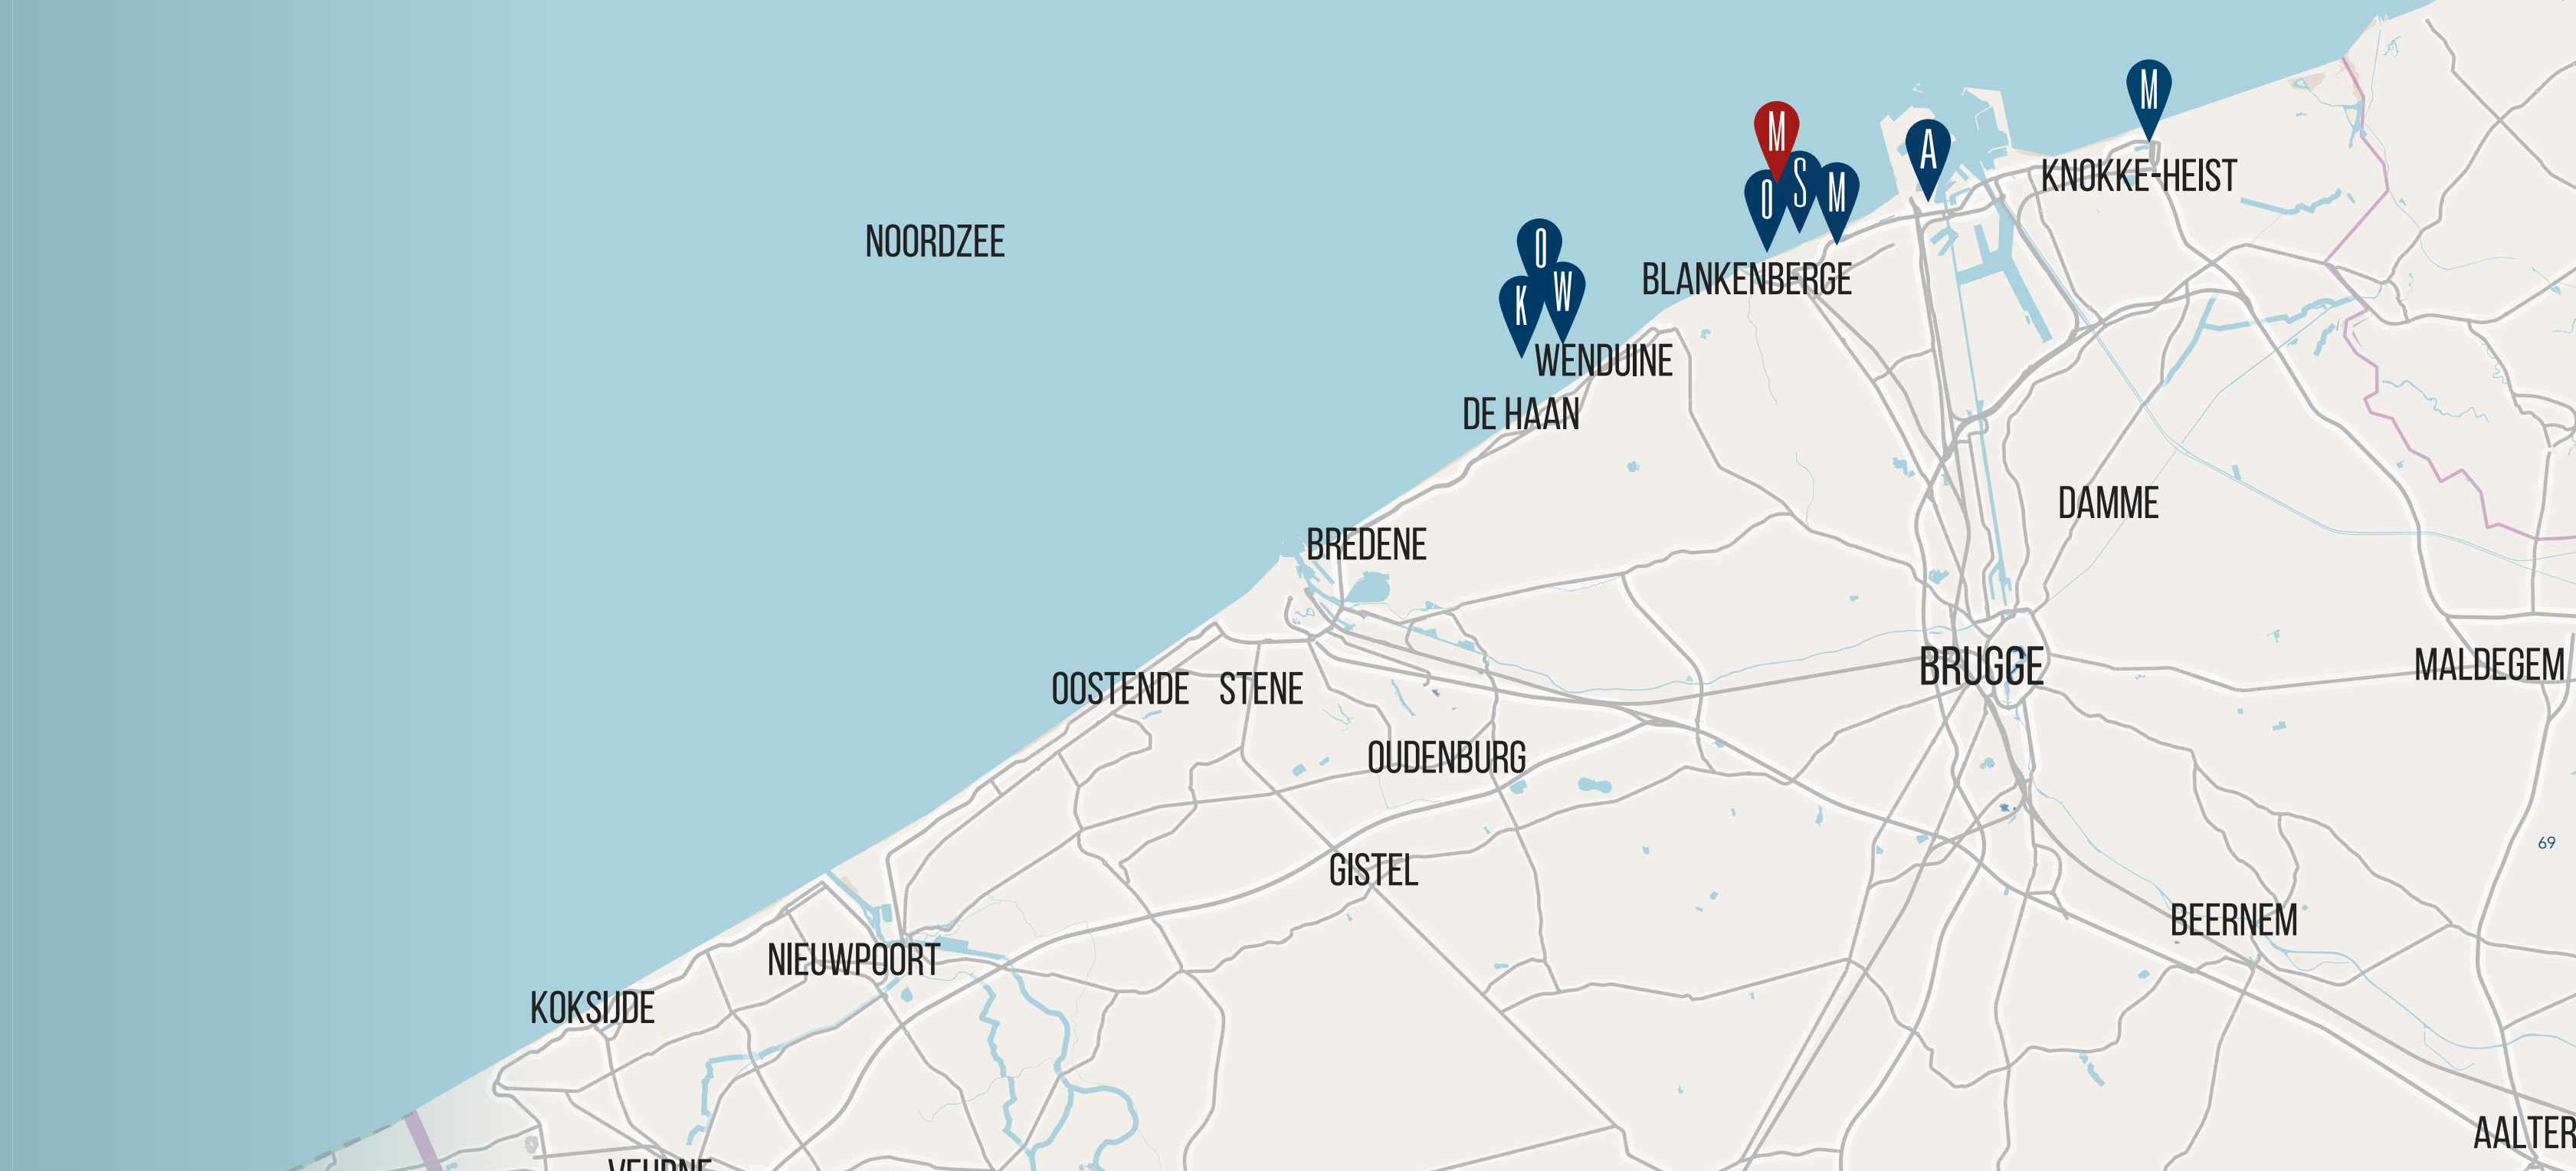 M
M
A
S
M
O
KNOKKE-HEIST
NOORDZEE
O
BLANKENBERGE
W
K
WENDUINE
DE HAAN
DAMME
BREDENE
BRUGGE
MALDEGEM
OOSTENDE
STENE
OUDENBURG
69
GISTEL
BEERNEM
NIEUWPOORT
KOKSIJDE
AALTER
VEURNE